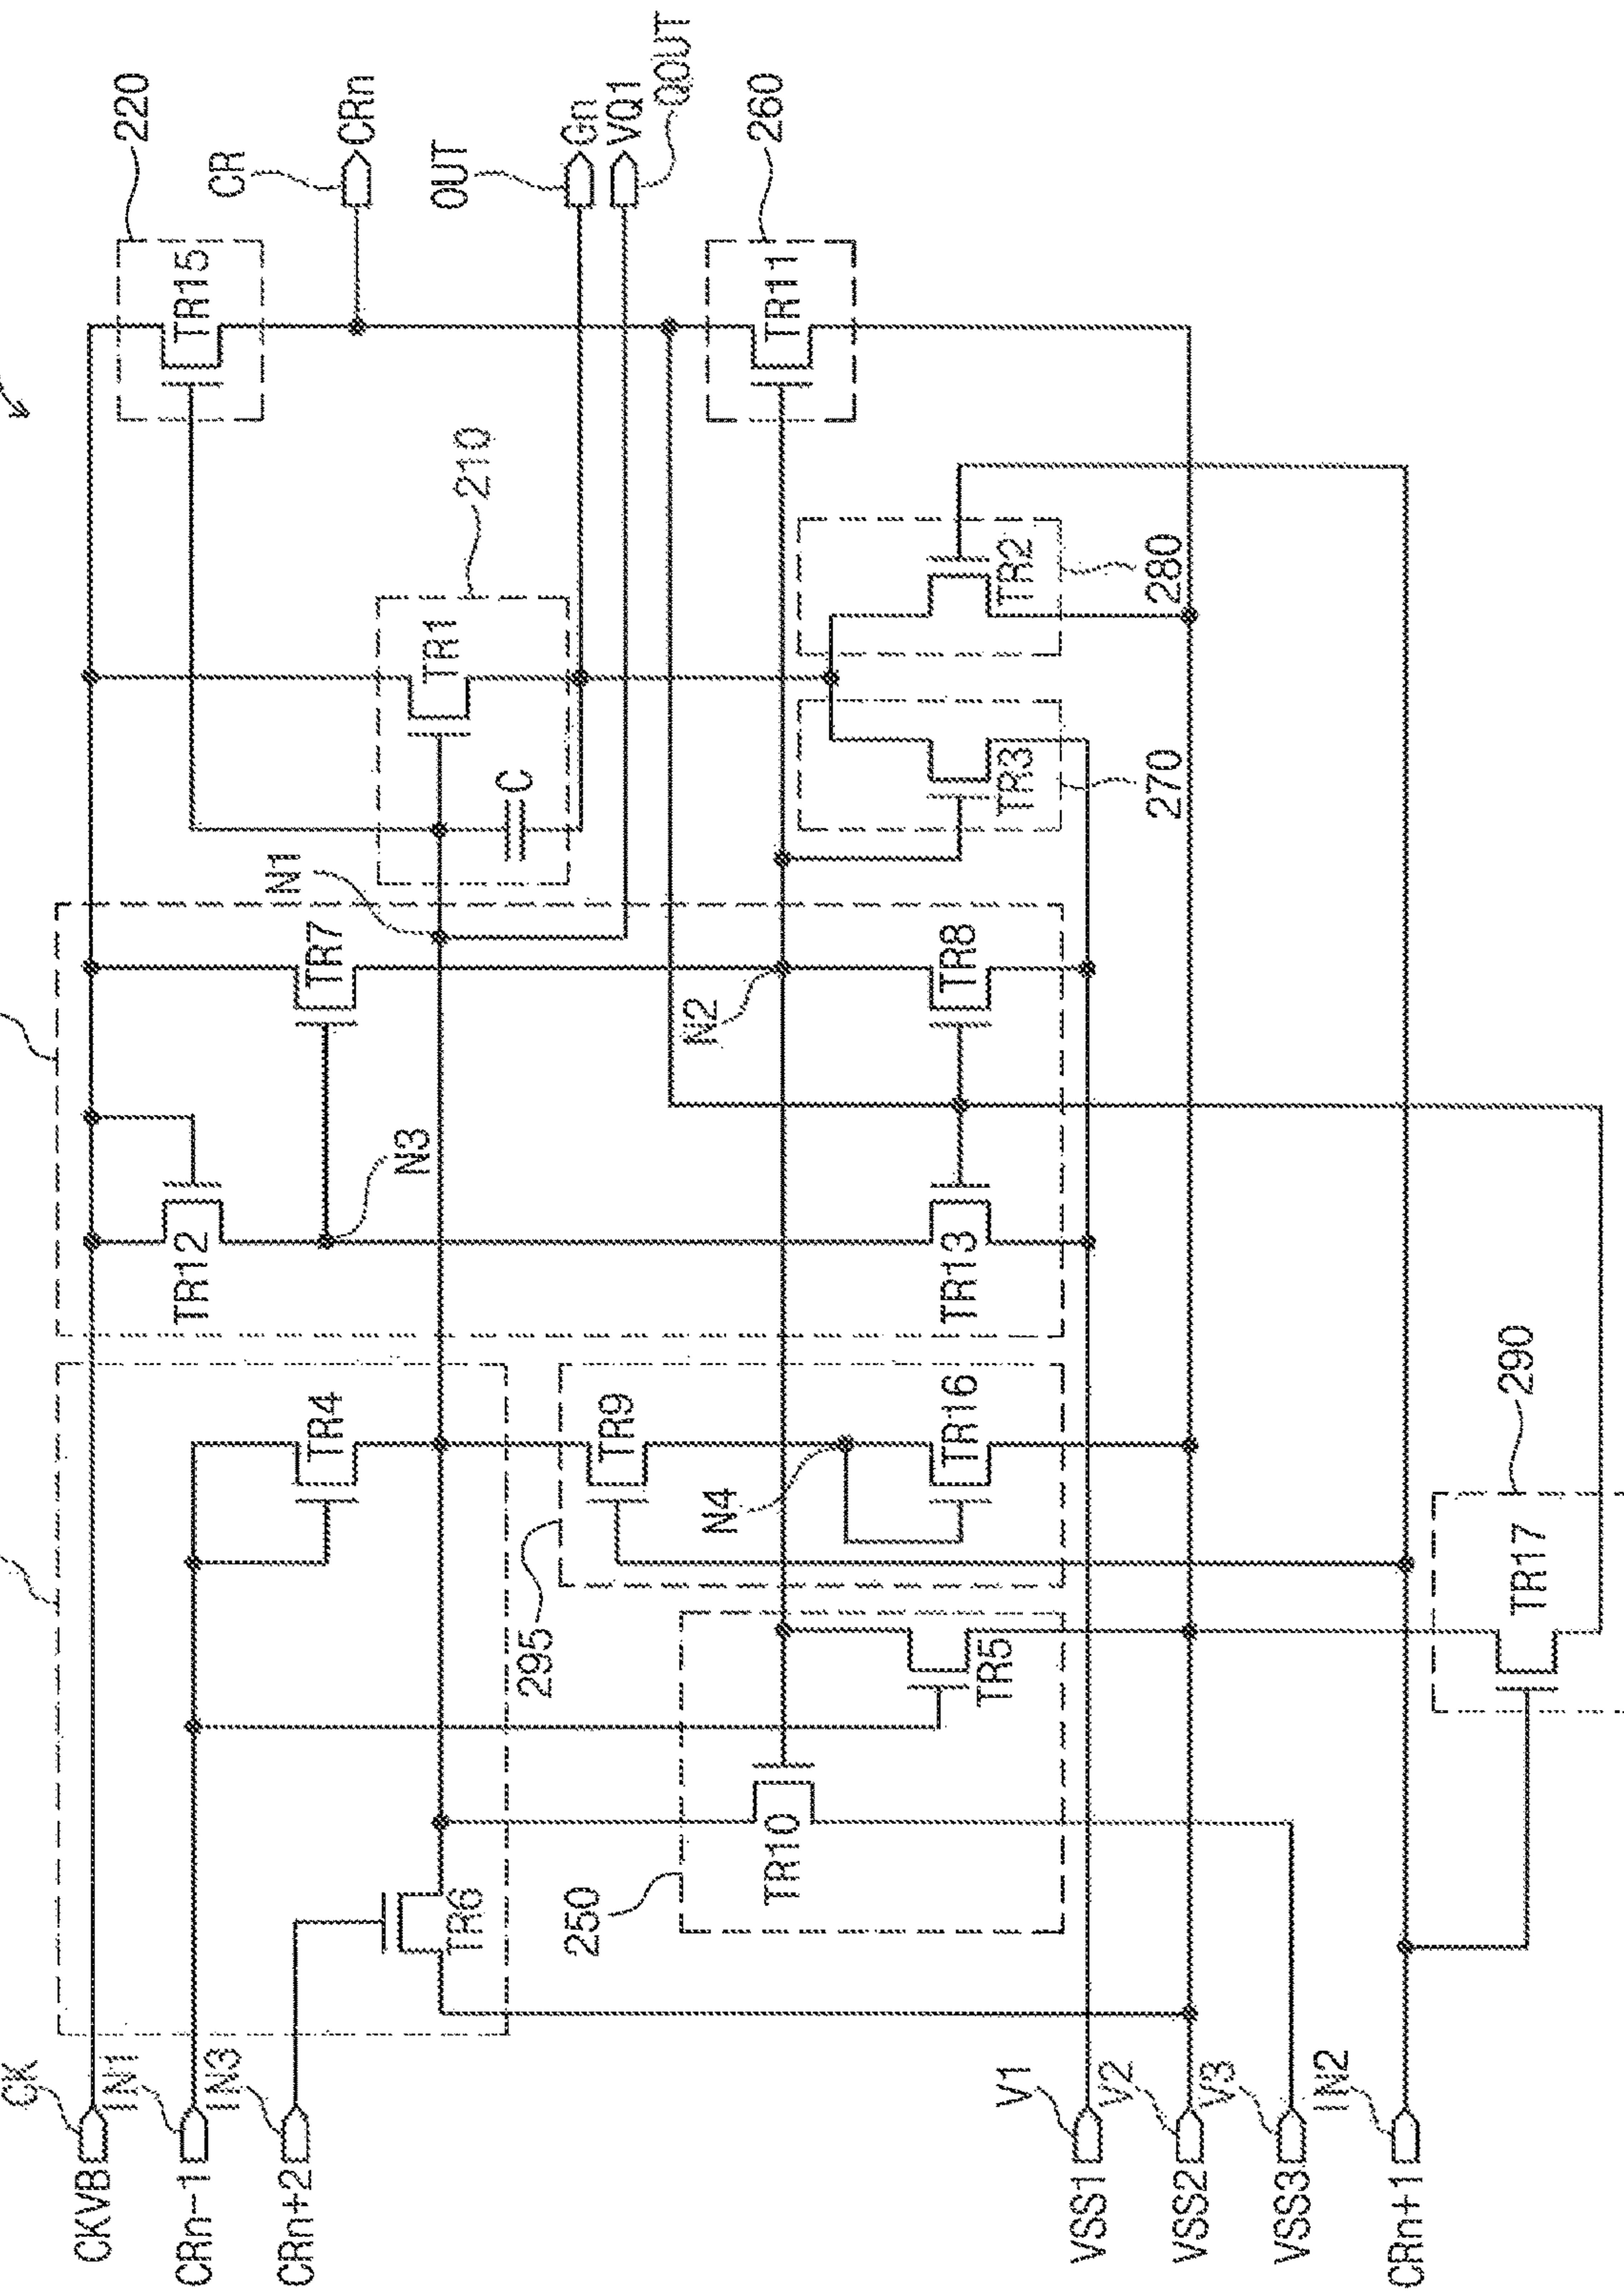 220
CR
CRn
OUT
Gn
VQ1
QOUT
260
TR15
TR11
210
TR1
C
TR2
280
TR3
270
N1
TR7
N2
TR8
N3
TR12
TR13
TR4
TR9
N4
TR16
295
290
TR17
TR5
TR10
250
TR6
CK
IN1
IN3
V1
V2
V3
IN2
CKVB
CRn-1
CRn+2
VSS1
VSS2
VSS3
CRn+1